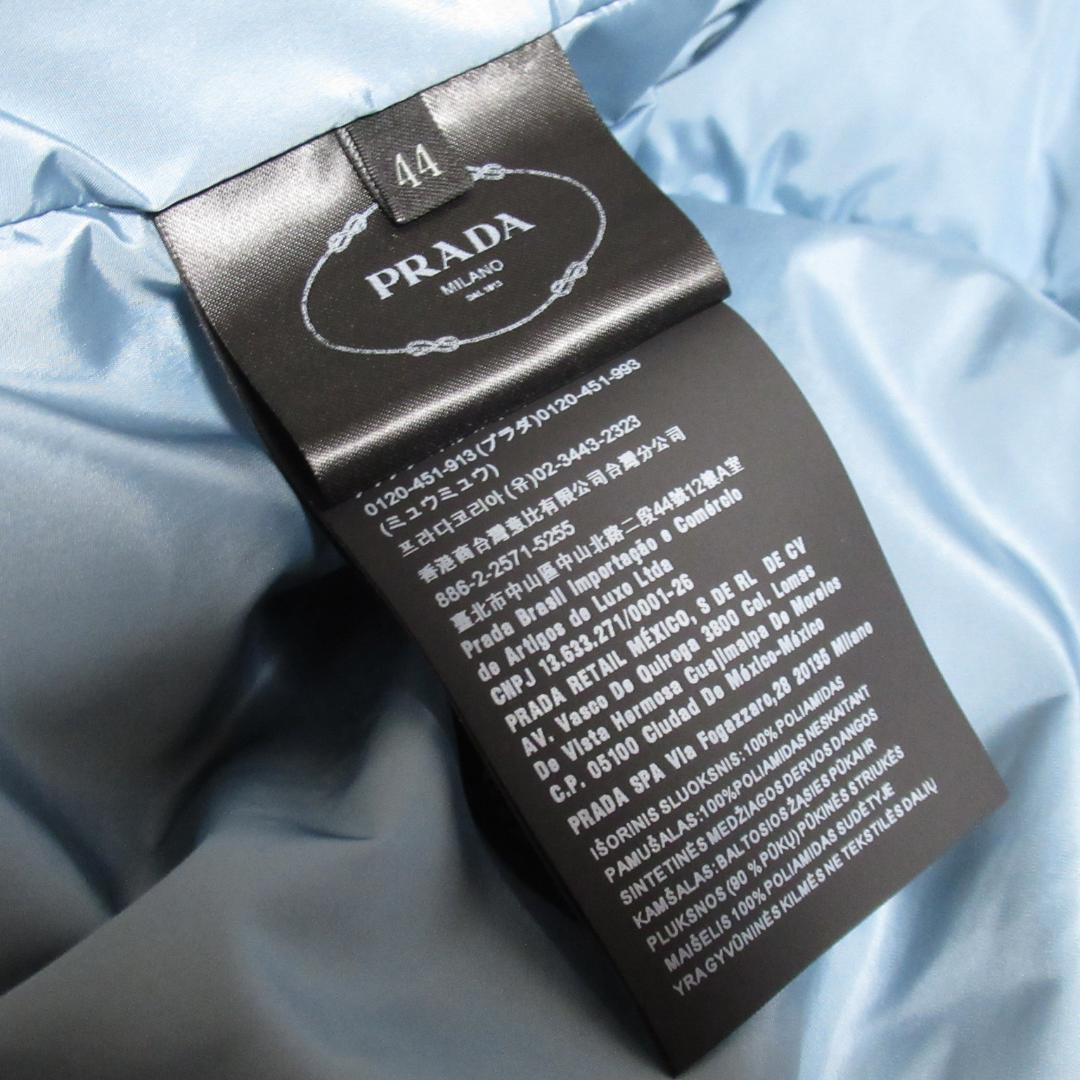 44
PRADA
MILANO
DAL 1913
0120-451-913(プラダ)0120-451-993
(ミュウミュウ)
프라다코리아(유)02-3443-2323
香港商台灣普比有限公司台灣分公司
886-2-2571-5255
臺北市中山區中山北路二段44號12樓A室
Prada Brasil Importação e Comércio
de Artigos de Luxo Ltda
CNPJ 13.633.271/0001-26
PRADA RETAIL MÉXICO, S DE RL DE CV
AV. Vasco De Quiroga 3800 Col. Lomas
De Vista Hermosa Cuajimalpa De Morelos
C.P. 05100 Ciudad De México-México
PRADA SPA Via Fogazzaro,28 20135 Milano
IŠORINIS SLUOKSNIS:100% POLIAMIDAS
PAMUŠALAS:100%POLIAMIDAS NESKAITANT
SINTETINĖS MEDŽIAGOS DERVOS DANGOS
KAMŠALAS:BALTOSIOS ŽĄSIES PŪKAI IR
PLUKSNOS (90 % PŪKŲ) PŪKINĖS STRIUKĖS
MAIŠELIS 100% POLIAMIDAS SUDĖTYJE
YRA GYVŪNINĖS KILMĖS NE TEKSTILĖS DALIŲ